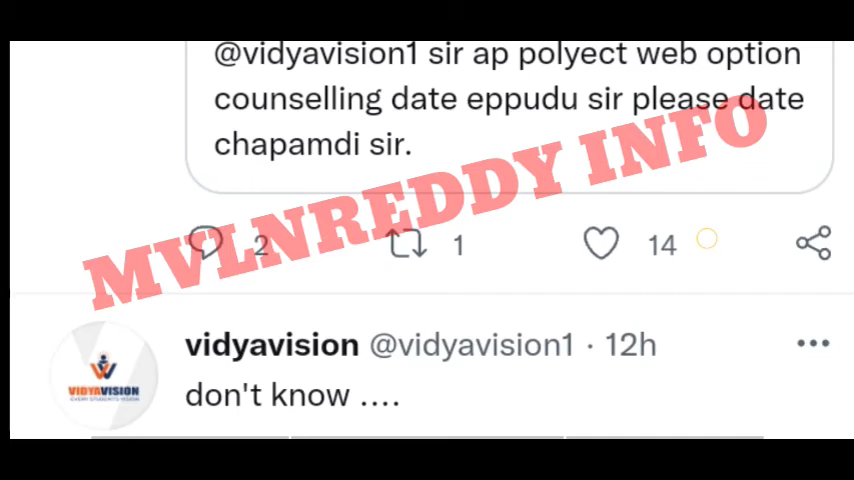 @vidyavision1 sir ap polyect web option
counselling date eppudu sir please date
chapamdi sir.
MVLNREDDY INFO
2 1 14
vidyavision @vidyavision1 · 12h
VIDYAVISION
don't know ....